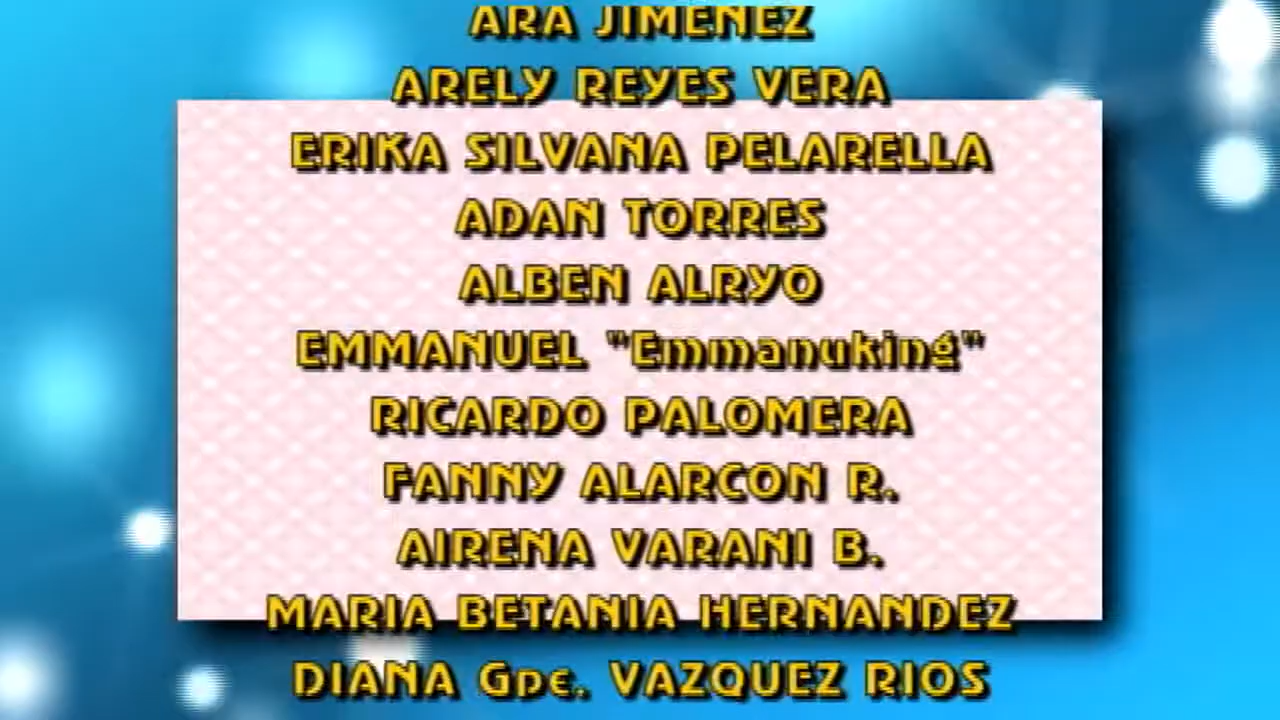 ARA JIMENEZ
ARELY REYES VERA
ERIKA SILVANA PELARELLA
ADAN TORRES
ALBEN ALRYO
EMMANUEL "Emmanuking"
RICARDO PALOMERA
FANNY ALARCON R.
AIRENA VARANI B.
MARIA BETANIA HERNANDEZ
DIANA Gpe. VAZQUEZ RIOS